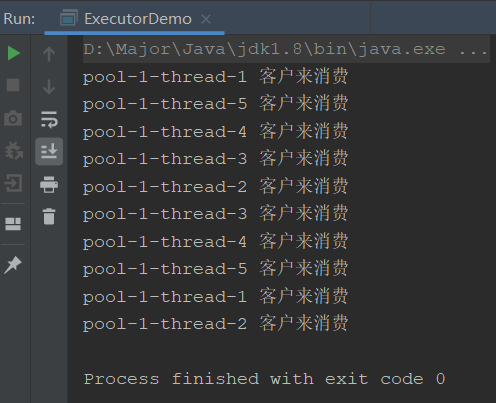 Run: ExecutorDemo ×
D:\Major\Java\jdk1.8\bin\java.exe ...
pool-1-thread-1 客户来消费
pool-1-thread-5 客户来消费
pool-1-thread-4 客户来消费
pool-1-thread-3 客户来消费
pool-1-thread-2 客户来消费
pool-1-thread-3 客户来消费
pool-1-thread-4 客户来消费
pool-1-thread-5 客户来消费
pool-1-thread-1 客户来消费
pool-1-thread-2 客户来消费
Process finished with exit code 0